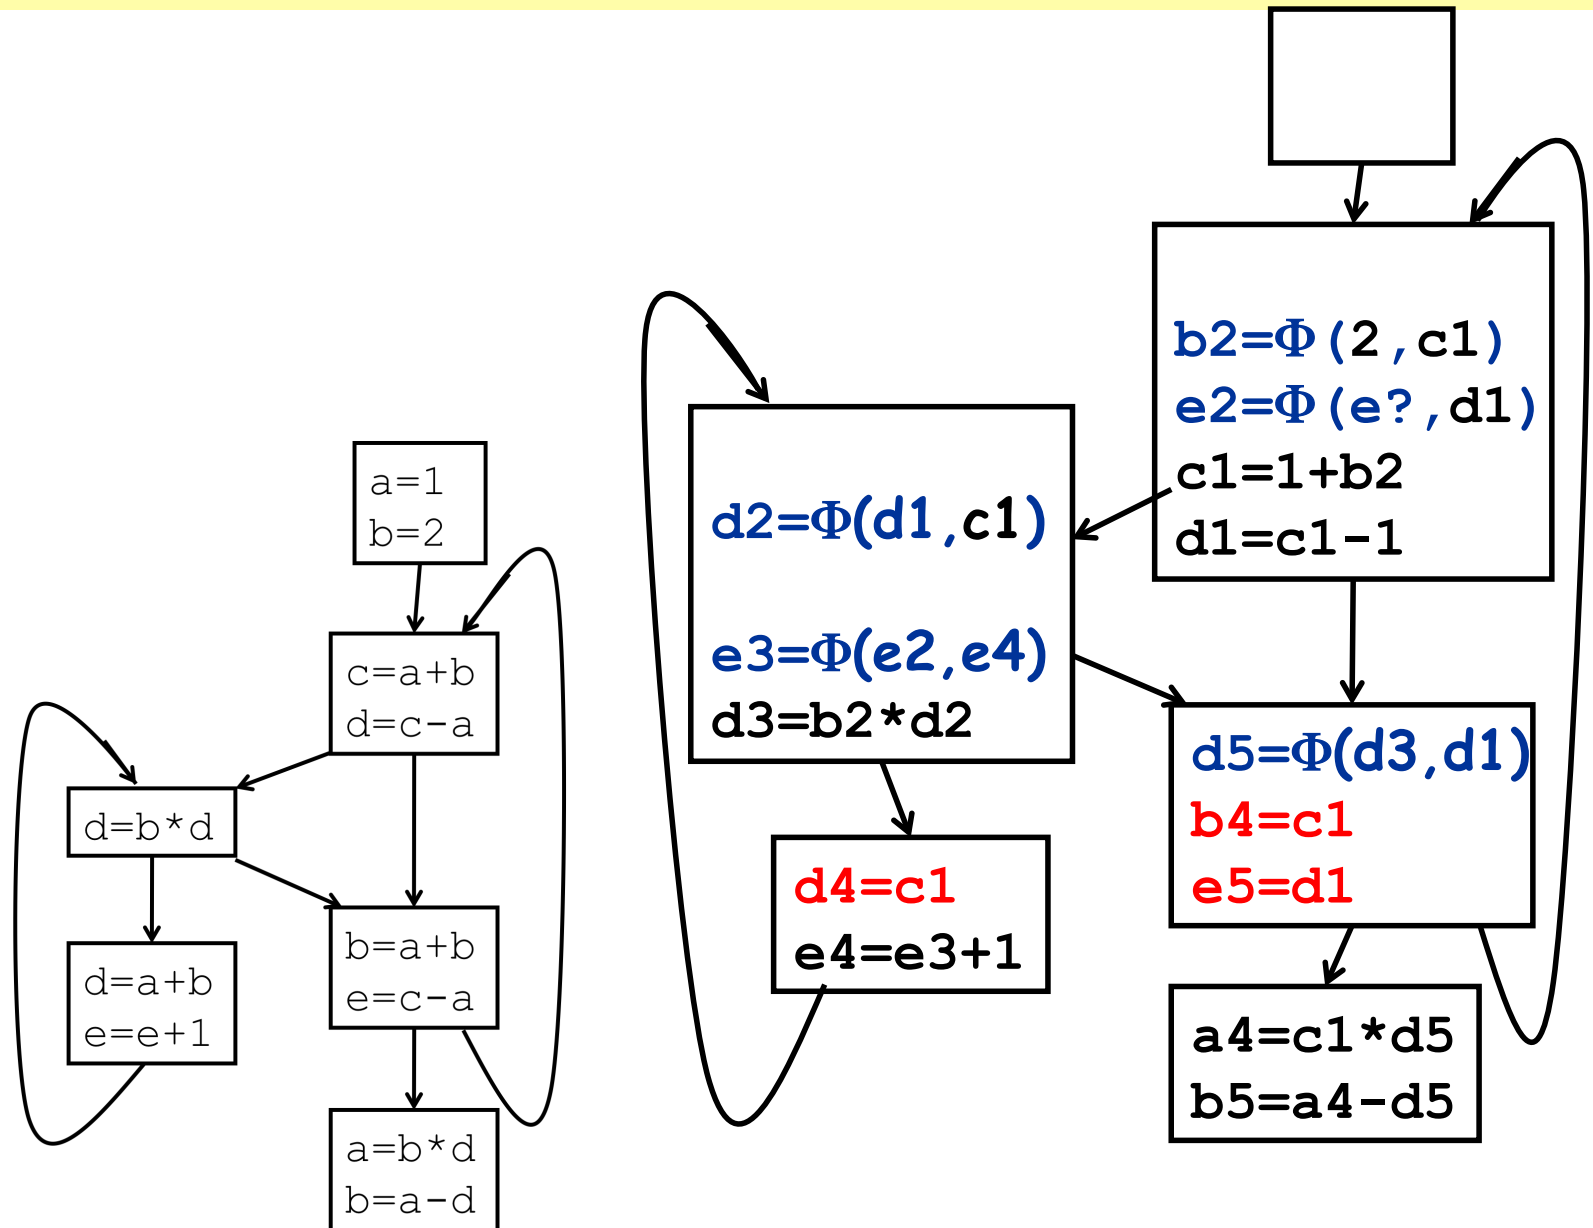 a=1
b=2
c=a+b
d=c-a
d=b*d
d=a+b
e=e+1
b=a+b
e=c-a
a=b*d
b=a-d
b2=Φ(2,c1)
e2=Φ(e?,d1)
c1=1+b2
d1=c1-1
d2=Φ(d1,c1)
e3=Φ(e2,e4)
d3=b2*d2
d4=c1
e4=e3+1
d5=Φ(d3,d1)
b4=c1
e5=d1
a4=c1*d5
b5=a4-d5